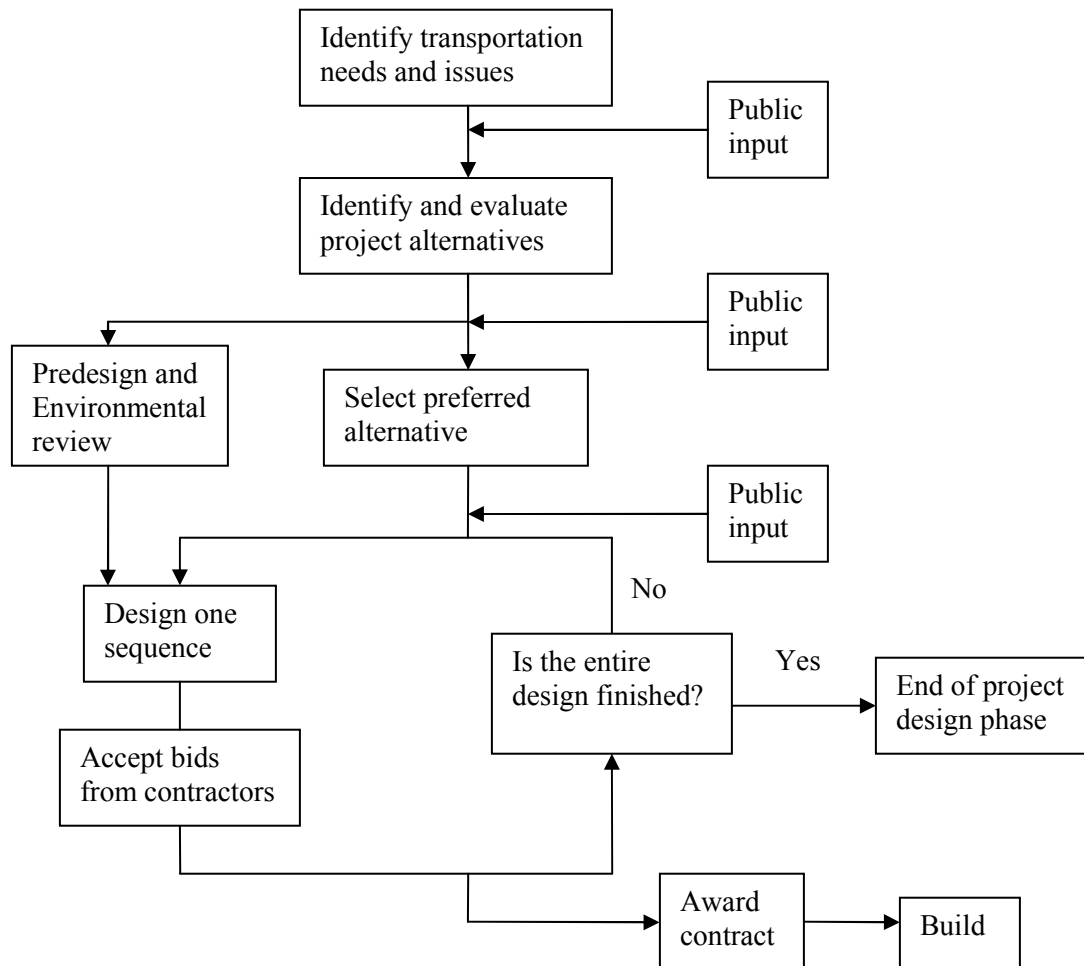 Identify transportation
needs and issues
Public
input
Identify and evaluate
project alternatives
Public
input
Predesign and
Environmental
review
Select preferred
alternative
Public
input
No
Design one
sequence
Is the entire
design finished?
Yes
End of project
design phase
Accept bids
from contractors
Award
contract
Build